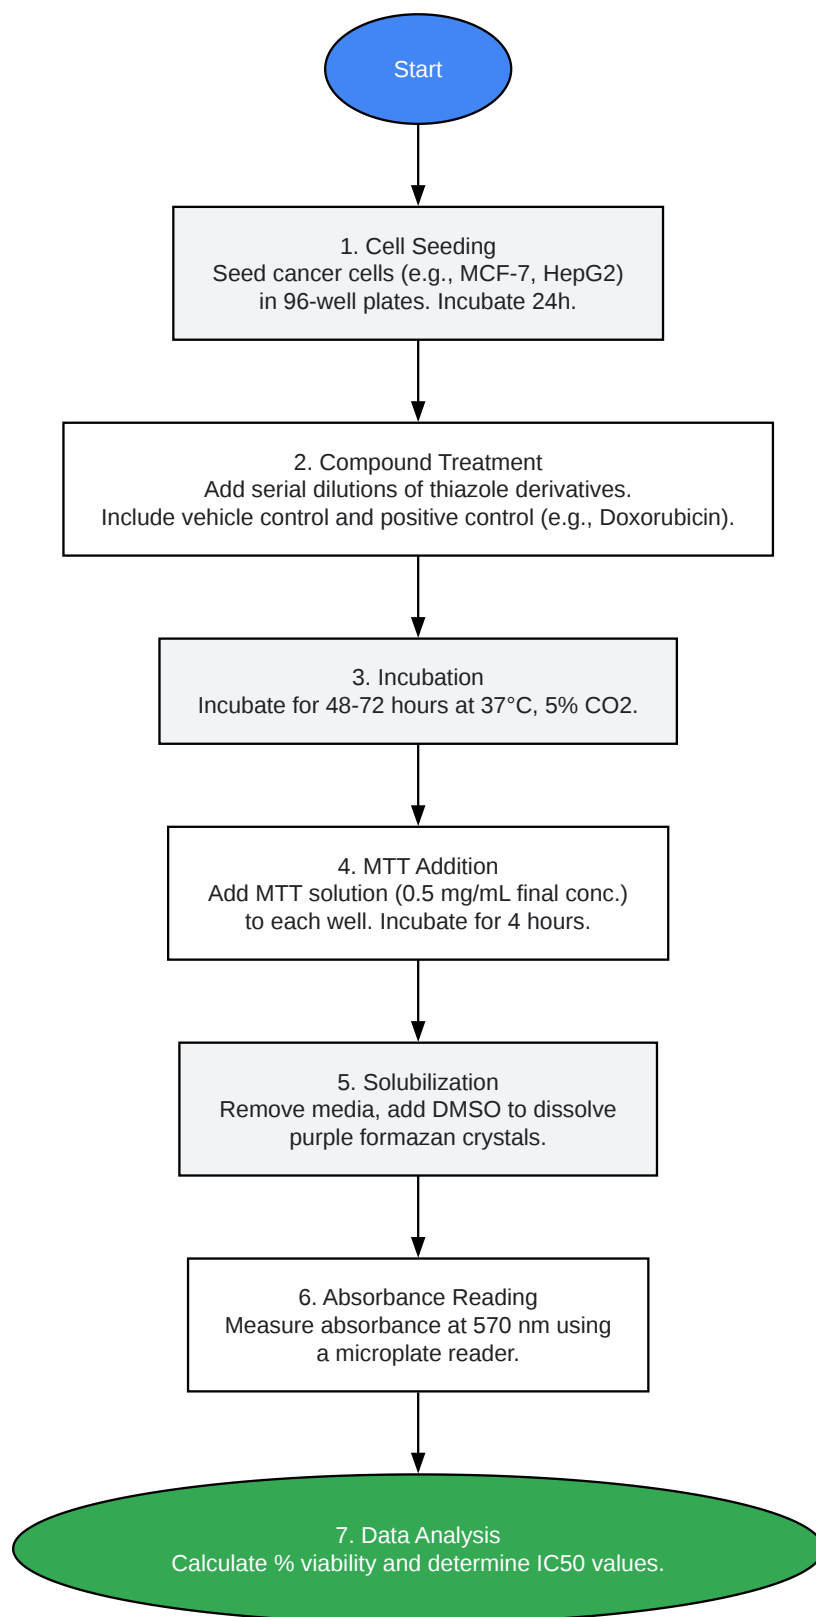 Start
1. Cell Seeding
Seed cancer cells (e.g., MCF-7, HepG2)
in 96-well plates. Incubate 24h.
2. Compound Treatment
Add serial dilutions of thiazole derivatives.
Include vehicle control and positive control (e.g., Doxorubicin).
3. Incubation
Incubate for 48-72 hours at 37°C, 5% CO2.
4. MTT Addition
Add MTT solution (0.5 mg/mL final conc.)
to each well. Incubate for 4 hours.
5. Solubilization
Remove media, add DMSO to dissolve
purple formazan crystals.
6. Absorbance Reading
Measure absorbance at 570 nm using
a microplate reader.
7. Data Analysis
Calculate % viability and determine IC50 values.